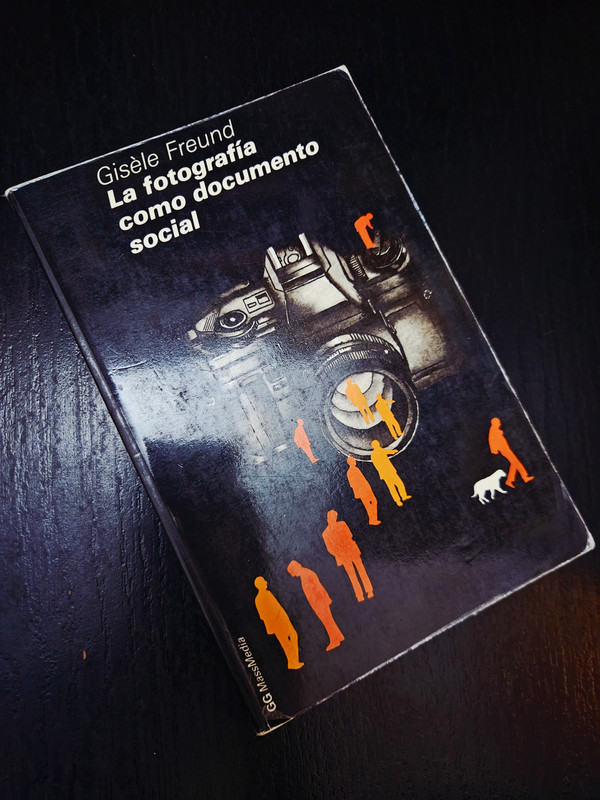 Gisèle Freund
La fotografía
como documento
social
GG MassMedia